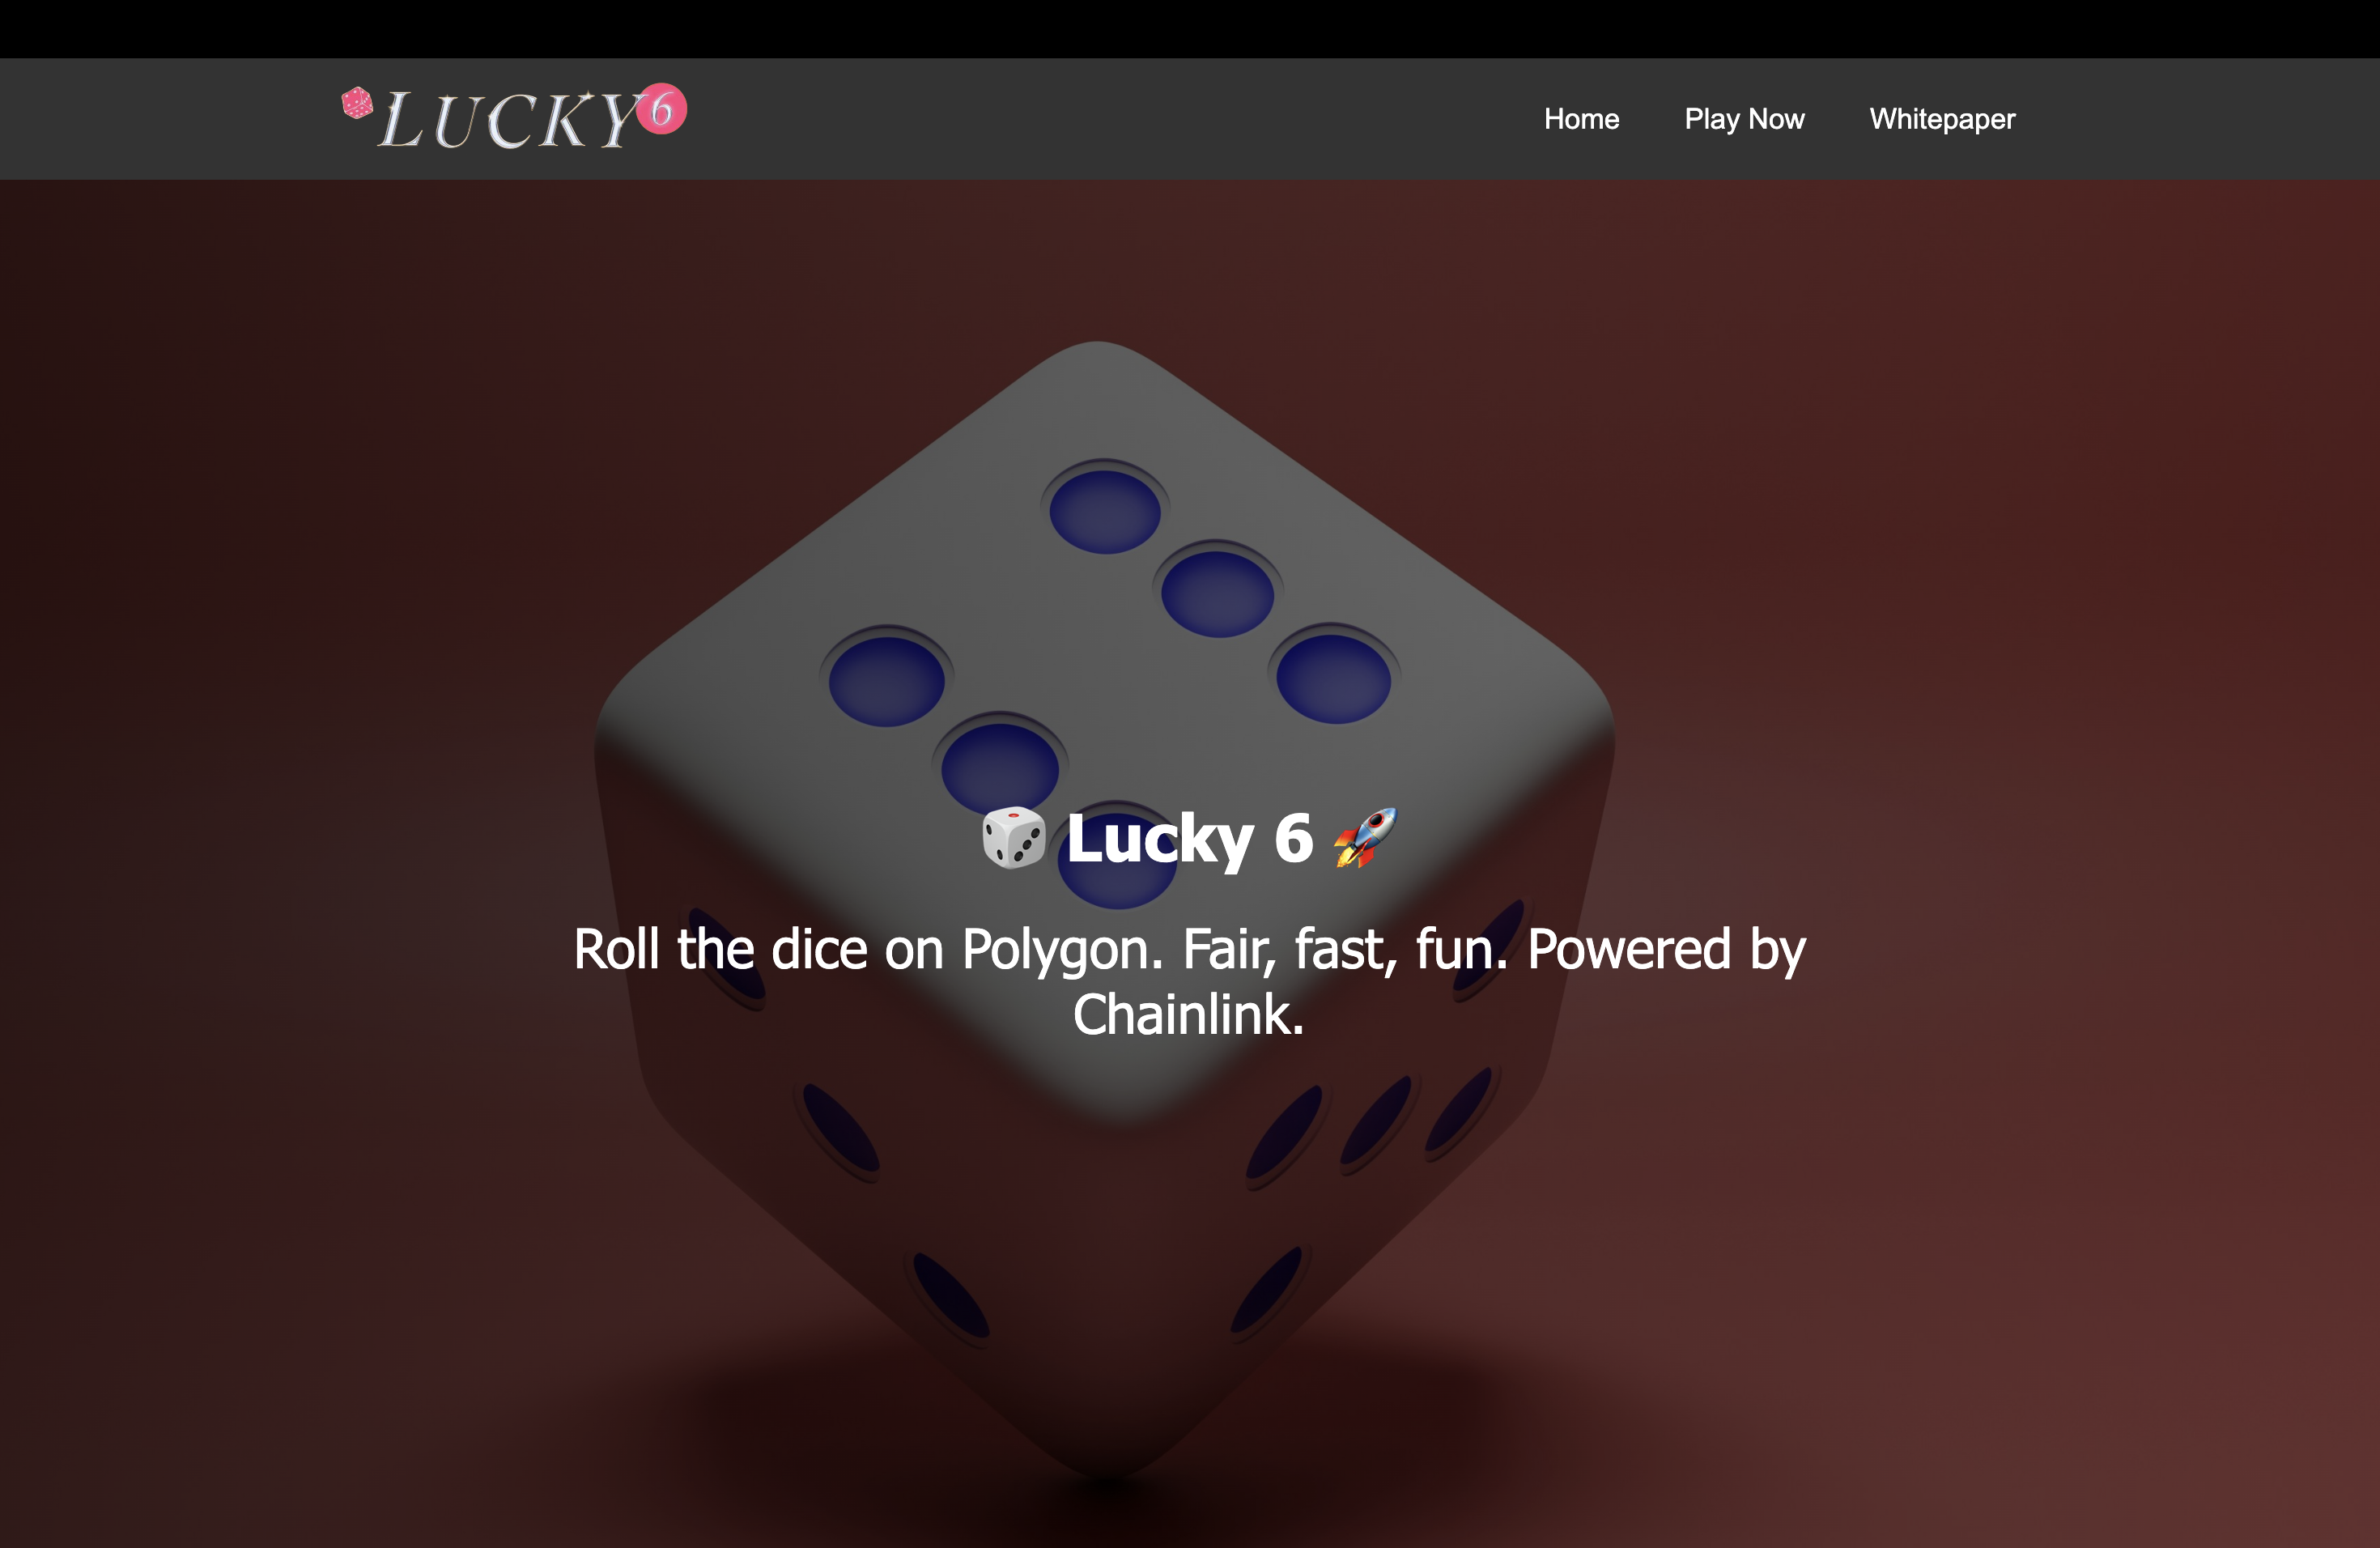 LUCKY6
Home
Play Now
Whitepaper
🎲 Lucky 6 🚀
Roll the dice on Polygon. Fair, fast, fun. Powered by
Chainlink.